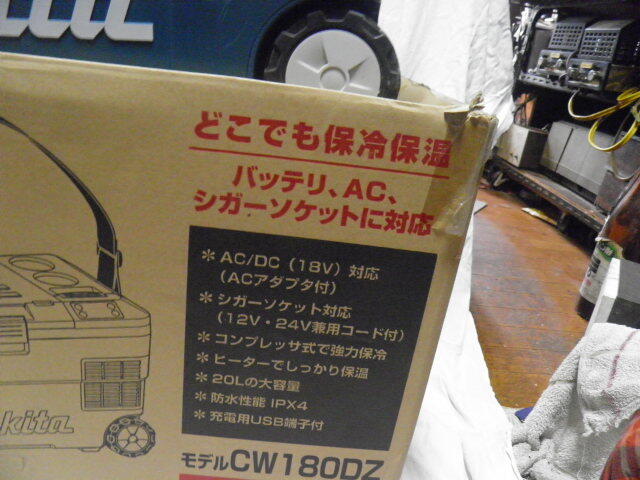 どこでも保冷保温
バッテリ、AC、
シガーソケットに対応
* AC/DC(18V)対応
(ACアダプタ付)
* シガーソケット対応
(12V・24V兼用コード付)
* コンプレッサ式で強力保冷
* ヒーターでしっかり保温
* 20Lの大容量
* 防水性能 IPX4
* 充電用USB端子付
kita
モデルCW180DZ